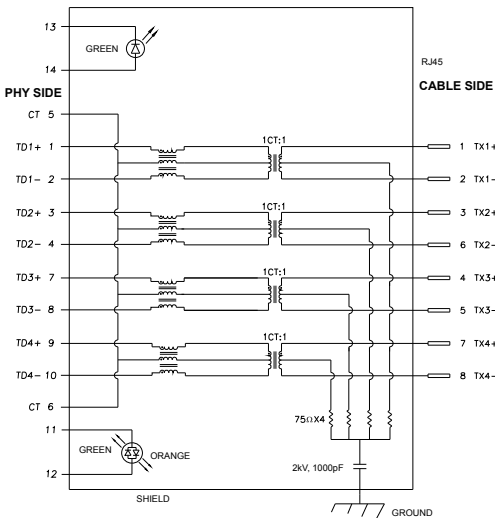 13
GREEN
14
RJ45
PHY SIDE
CABLE SIDE
CT 5
1CT:1
TD1+ 1
1 TX1+
TD1- 2
2 TX1-
1CT:1
TD2+ 3
3 TX2+
TD2- 4
6 TX2-
1CT:1
TD3+ 7
4 TX3+
TD3- 8
5 TX3-
1CT:1
TD4+ 9
7 TX4+
TD4- 10
8 TX4-
CT 6
75ΩX4
11
GREEN
ORANGE
12
2kV, 1000pF
SHIELD
GROUND